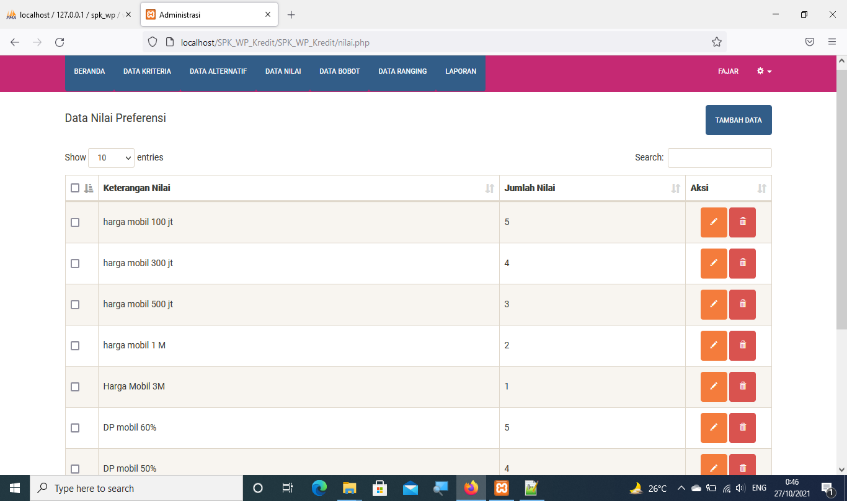 localhost / 127.0.0.1 / spk_wp /
Administrasi
localhost/SPK_WP_Kredit/SPK_WP_Kredit/nilai.php
BERANDA DATA KRITERIA DATA ALTERNATIF DATA NILAI DATA BOBOT DATA RANGING LAPORAN FAJAR
Data Nilai Preferensi
TAMBAH DATA
Show 10 entries
Search:
Keterangan Nilai Jumlah Nilai Aksi
harga mobil 100 jt 5
harga mobil 300 jt 4
harga mobil 500 jt 3
harga mobil 1 M 2
Harga Mobil 3M 1
DP mobil 60% 5
DP mobil 50% 4
Type here to search
26°C
ENG
0:46
27/10/2021
1